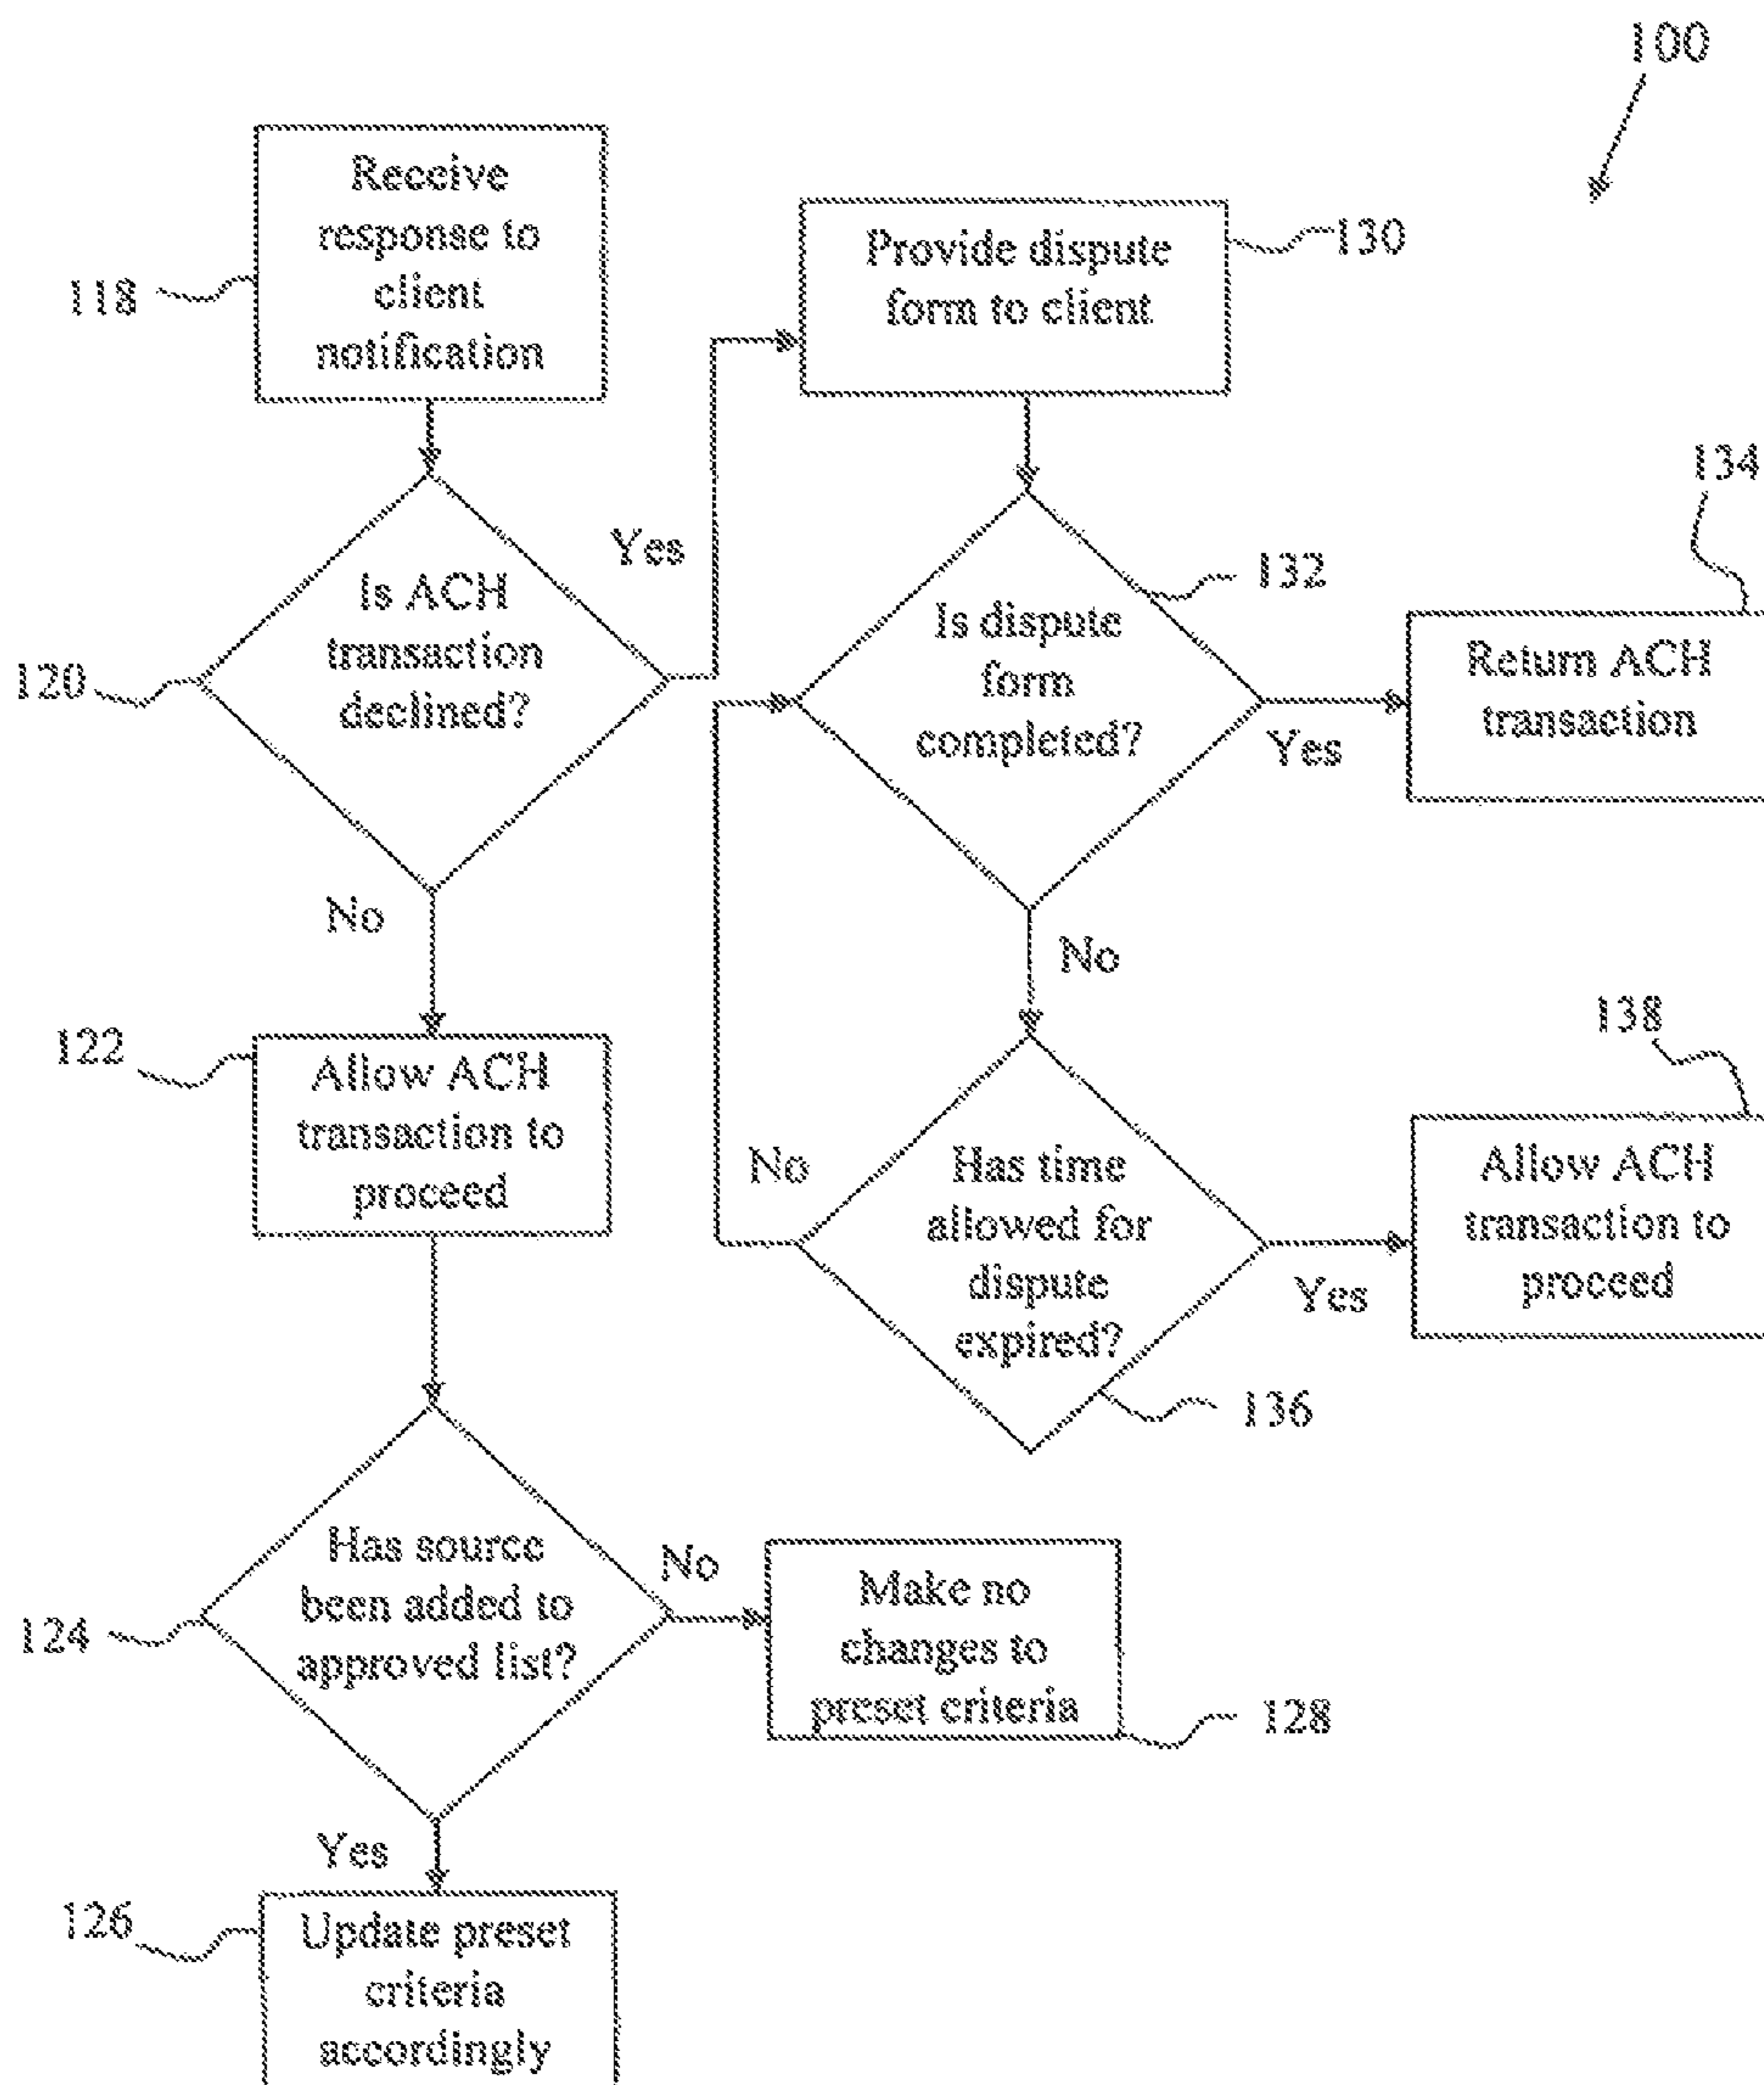 100
Receive
response to
client
notification
118
Provide dispute
form to client
130
Is ACH
transaction
declined?
120
Yes
No
Is dispute
form
completed?
132
Yes
No
Return ACH
transaction
134
Allow ACH
transaction to
proceed
122
Has time
allowed for
dispute
expired?
136
No
Yes
Allow ACH
transaction to
proceed
138
Has source
been added to
approved list?
124
No
Yes
Make no
changes to
preset criteria
128
Update preset
criteria
accordingly
126